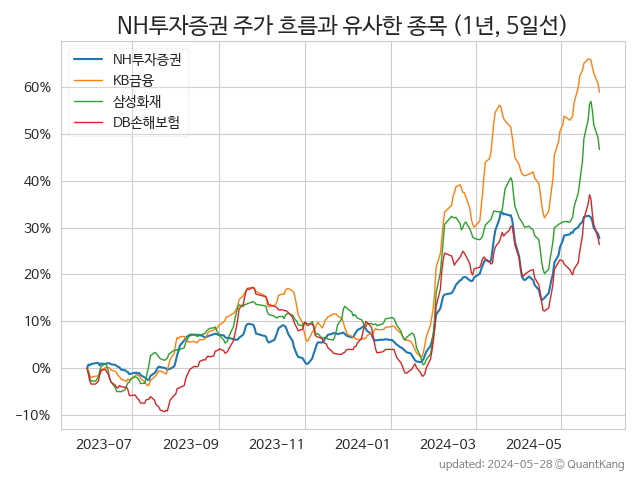 NH투자증권 주가 흐름과 유사한 종목 (1년, 5일선)
NH투자증권
KB금융
삼성화재
DB손해보험
60%
50%
40%
30%
20%
10%
0%
−10%
2023-07 2023-09 2023-11 2024-01 2024-03 2024-05
updated: 2024-05-28 © QuantKang